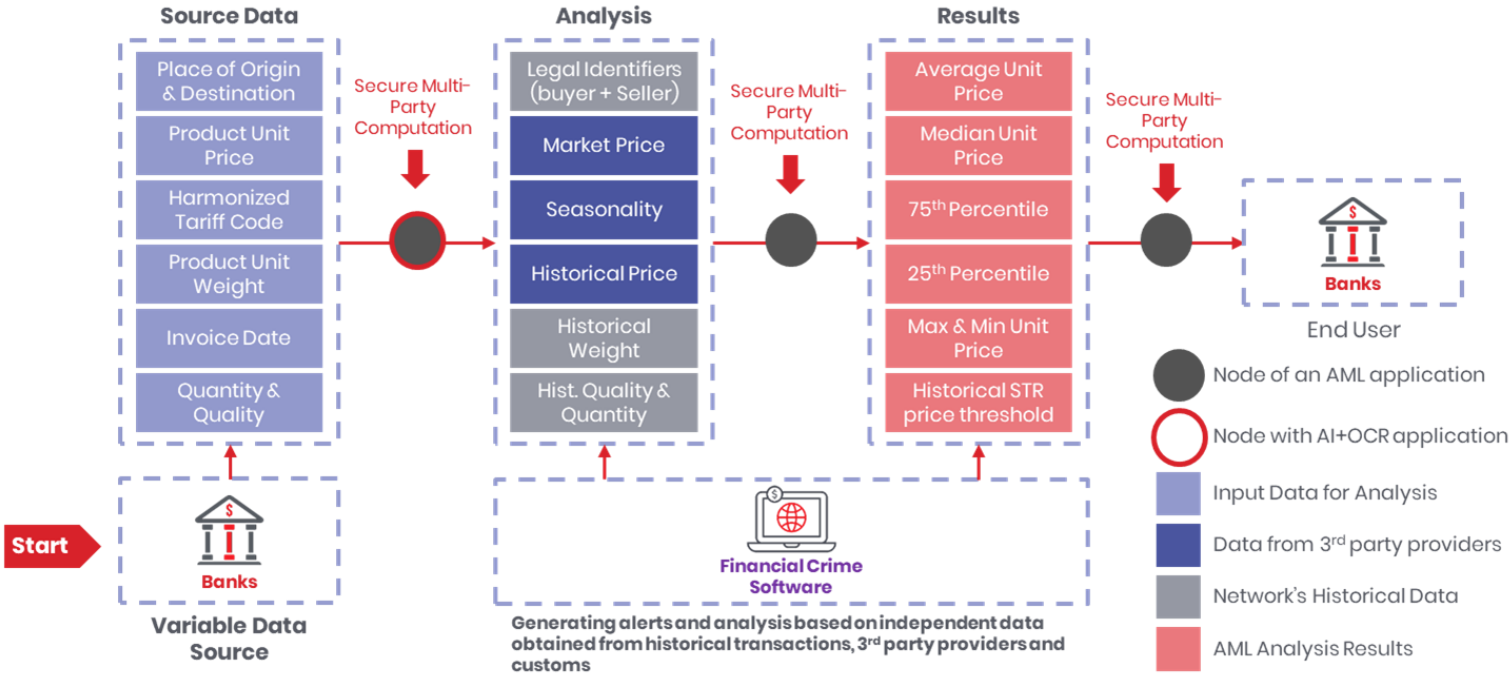 Source Data
Place of Origin
& Destination
Product Unit
Price
Harmonized
Tariff Code
Product Unit
Weight
Invoice Date
Quantity &
Quality
Start
$
Banks
Variable Data
Source
Secure Multi-
Party
Computation
Analysis
Legal Identifiers
(buyer + Seller)
Market Price
Seasonality
Historical Price
Historical
Weight
Hist. Quality &
Quantity
Secure Multi-
Party
Computation
Results
Average Unit
Price
Median Unit
Price
75th Percentile
25th Percentile
Max & Min Unit
Price
Historical STR
price threshold
$
Financial Crime
Software
Generating alerts and analysis based on independent data
obtained from historical transactions, 3rd party providers and
customs
Secure Multi-
Party
Computation
$
Banks
End User
Node of an AML application
Node with AI+OCR application
Input Data for Analysis
Data from 3rd party providers
Network's Historical Data
AML Analysis Results